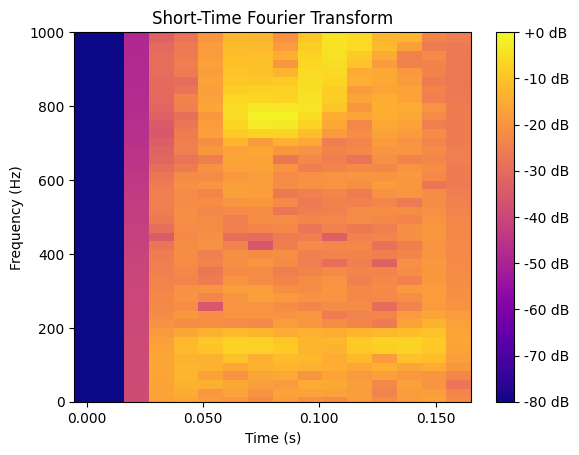 Short-Time Fourier Transform
1000
800
600
400
200
0
Frequency (Hz)
0.000
0.050
0.100
0.150
Time (s)
+0 dB
-10 dB
-20 dB
-30 dB
-40 dB
-50 dB
-60 dB
-70 dB
-80 dB